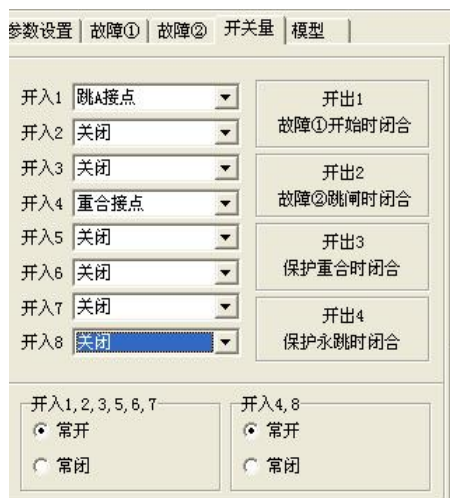 参数设置 故障① 故障② 开关量 模型
开入1 跳A接点
开入2 关闭
开入3 关闭
开入4 重合接点
开入5 关闭
开入6 关闭
开入7 关闭
开入8 关闭
开出1
故障①开始时闭合
开出2
故障②跳闸时闭合
开出3
保护重合时闭合
开出4
保护永跳时闭合
开入1,2,3,5,6,7
常开
常闭
开入4,8
常开
常闭